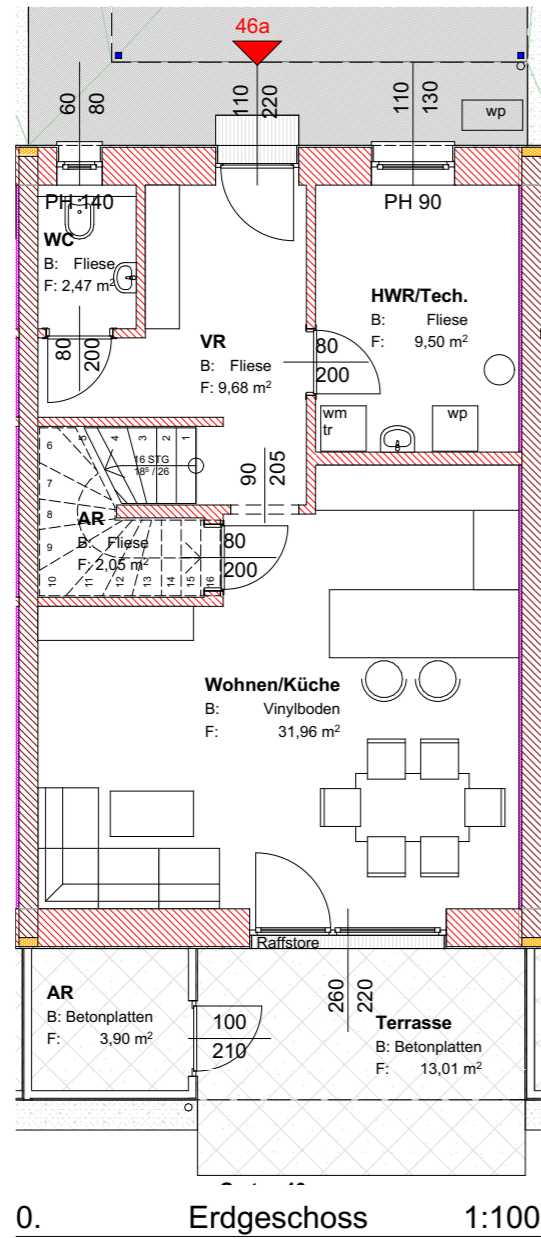 46a
60
80
110
220
110
130
wp
PH 140
PH 90
WC
B: Fliese
F: 2,47 m²
HWR/Tech.
B: Fliese
F: 9,50 m²
VR
B: Fliese
F: 9,68 m²
80
200
80
200
wm
tr
wp
6
5
4
3
2
1
16 STG
18⁵ / 26
90
205
7
8
AR
B: Fliese
F: 2,05 m²
80
200
9
10
11
12
13
14
15
16
Wohnen/Küche
B: Vinylboden
F: 31,96 m²
Raffstore
260
220
AR
B: Betonplatten
F: 3,90 m²
100
210
Terrasse
B: Betonplatten
F: 13,01 m²
0. Erdgeschoss 1:100